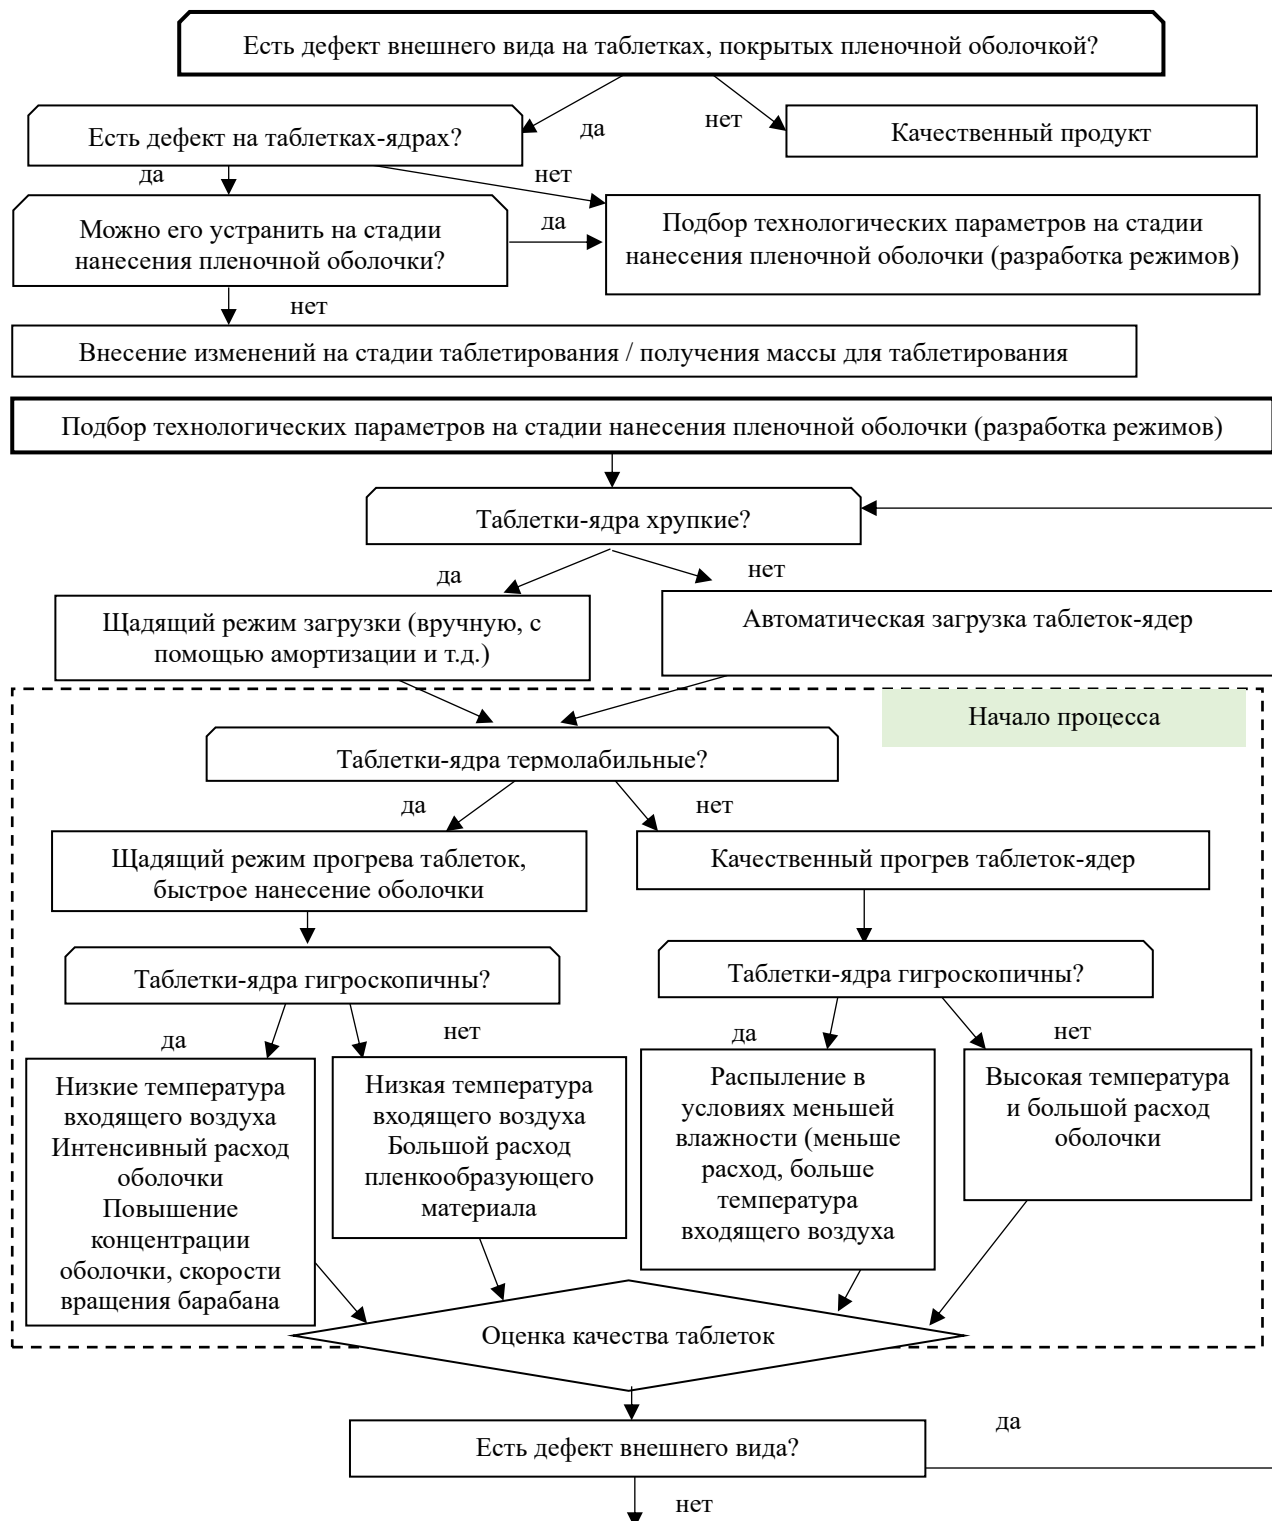 Есть дефект внешнего вида на таблетках, покрытых пленочной оболочкой?
да
нет
Есть дефект на таблетках-ядрах?
Качественный продукт
да
нет
Можно его устранить на стадии
нанесения пленочной оболочки?
да
Подбор технологических параметров на стадии
нанесения пленочной оболочки (разработка режимов)
нет
Внесение изменений на стадии таблетирования / получения массы для таблетирования
Подбор технологических параметров на стадии нанесения пленочной оболочки (разработка режимов)
Таблетки-ядра хрупкие?
да
нет
Щадящий режим загрузки (вручную, с
помощью амортизации и т.д.)
Автоматическая загрузка таблеток-ядер
Начало процесса
Таблетки-ядра термолабильные?
да
нет
Щадящий режим прогрева таблеток,
быстрое нанесение оболочки
Качественный прогрев таблеток-ядер
Таблетки-ядра гигроскопичны?
Таблетки-ядра гигроскопичны?
да
нет
да
нет
Низкие температура
входящего воздуха
Интенсивный расход
оболочки
Повышение
концентрации
оболочки, скорости
вращения барабана
Низкая температура
входящего воздуха
Большой расход
пленкообразующего
материала
Распыление в
условиях меньшей
влажности (меньше
расход, больше
температура
входящего воздуха
Высокая температура
и большой расход
оболочки
Оценка качества таблеток
Есть дефект внешнего вида?
да
нет